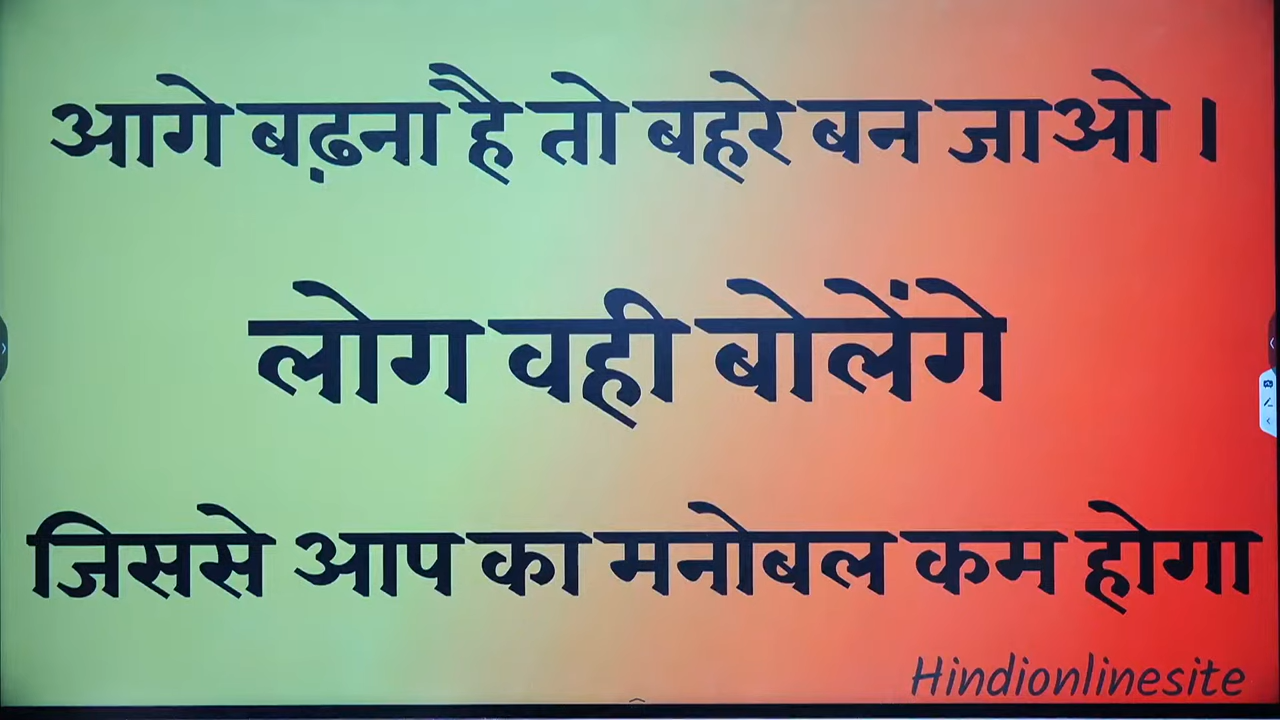 आगे बढ़ना है तो बहरे बन जाओ ।
लोग वही बोलेंगे
जिससे आप का मनोबल कम होगा
Hindionlinesite